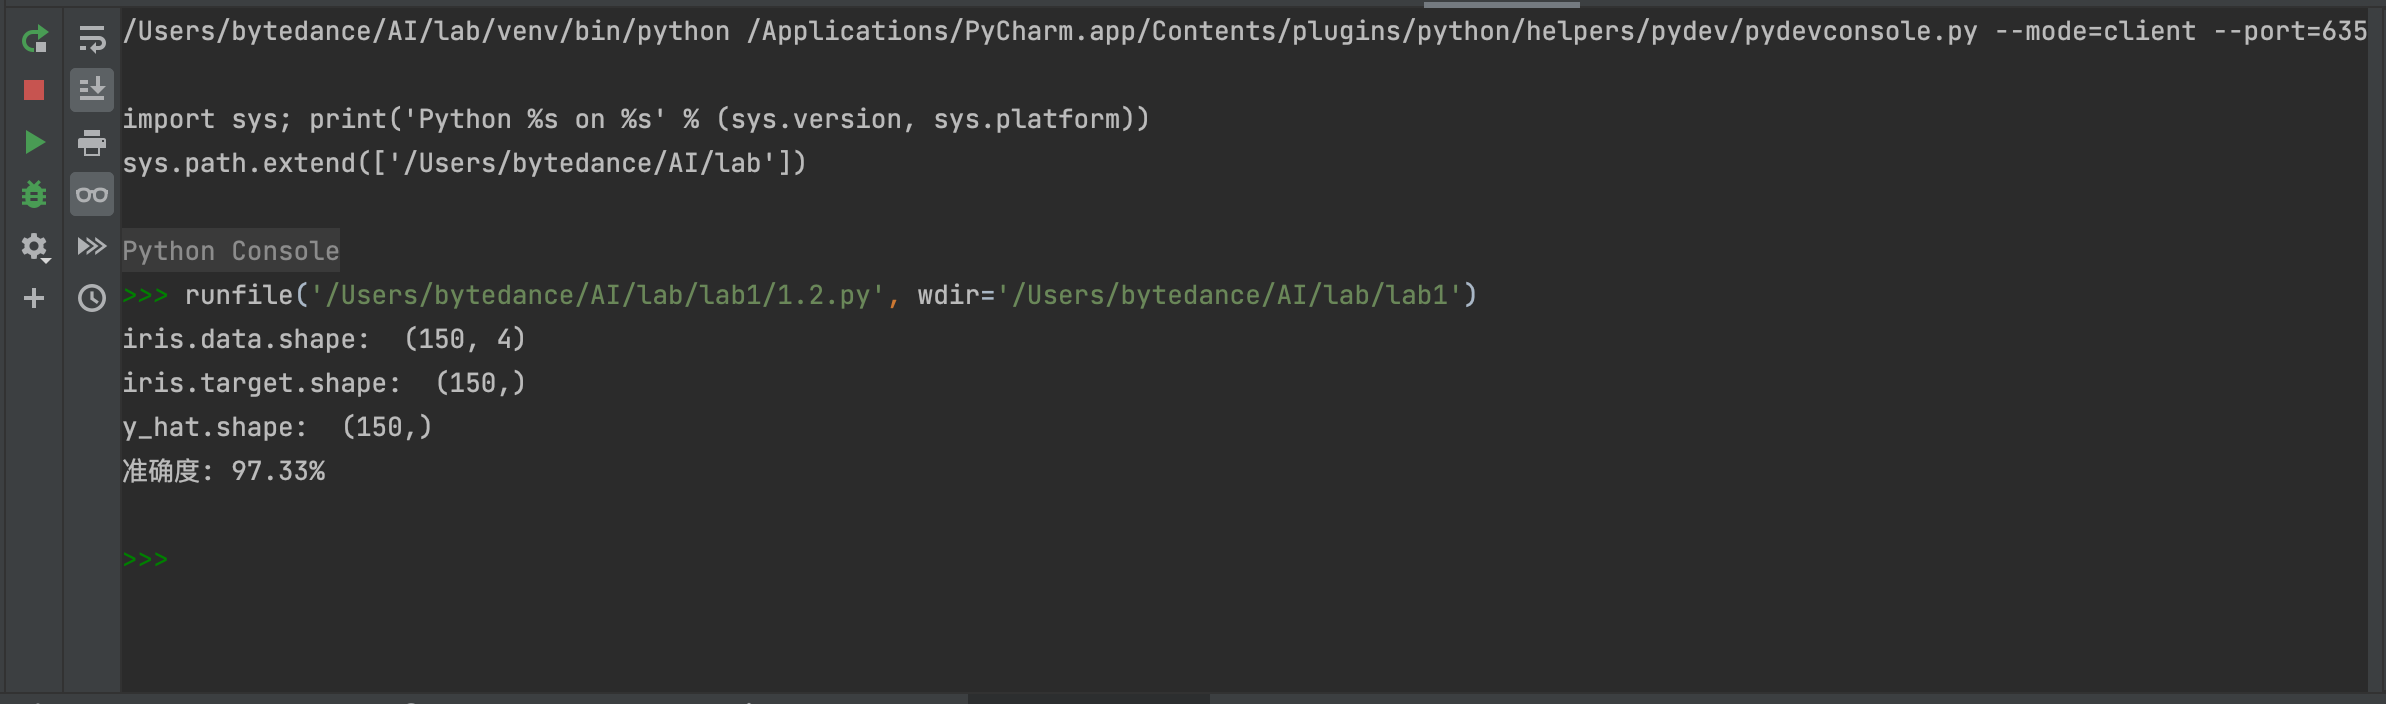 /Users/bytedance/AI/lab/venv/bin/python /Applications/PyCharm.app/Contents/plugins/python/helpers/pydev/pydevconsole.py --mode=client --port=635
import sys; print('Python %s on %s' % (sys.version, sys.platform))
sys.path.extend(['/Users/bytedance/AI/lab'])
Python Console
>>> runfile('/Users/bytedance/AI/lab/lab1/1.2.py', wdir='/Users/bytedance/AI/lab/lab1')
iris.data.shape:  (150, 4)
iris.target.shape:  (150,)
y_hat.shape:  (150,)
准确度: 97.33%
>>>